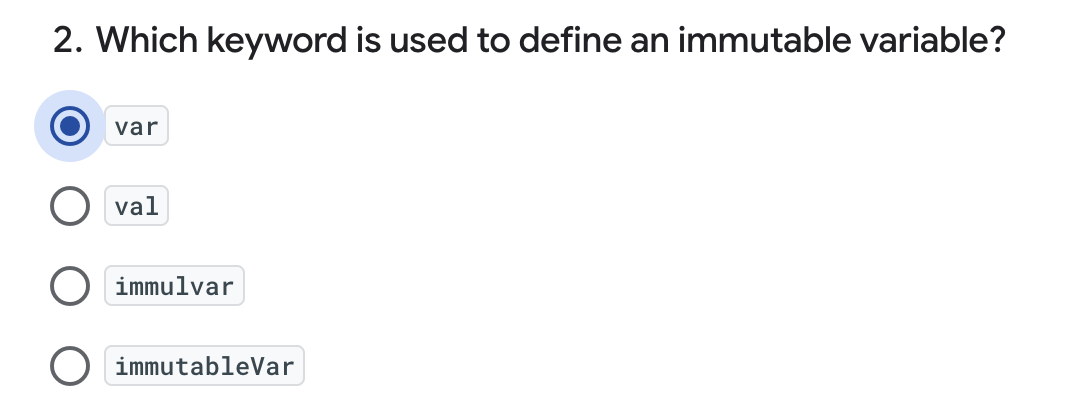 2. Which keyword is used to define an immutable variable?
var
val
immulvar
immutableVar